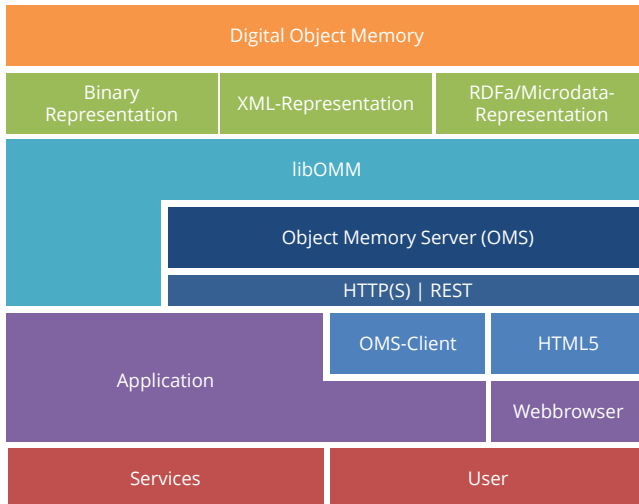 Digital Object Memory
Binary
Representation
XML-Representation
RDFa/Microdata-
Representation
libOMM
Object Memory Server (OMS)
HTTP(S) | REST
OMS-Client
HTML5
Application
Webbrowser
Services
User